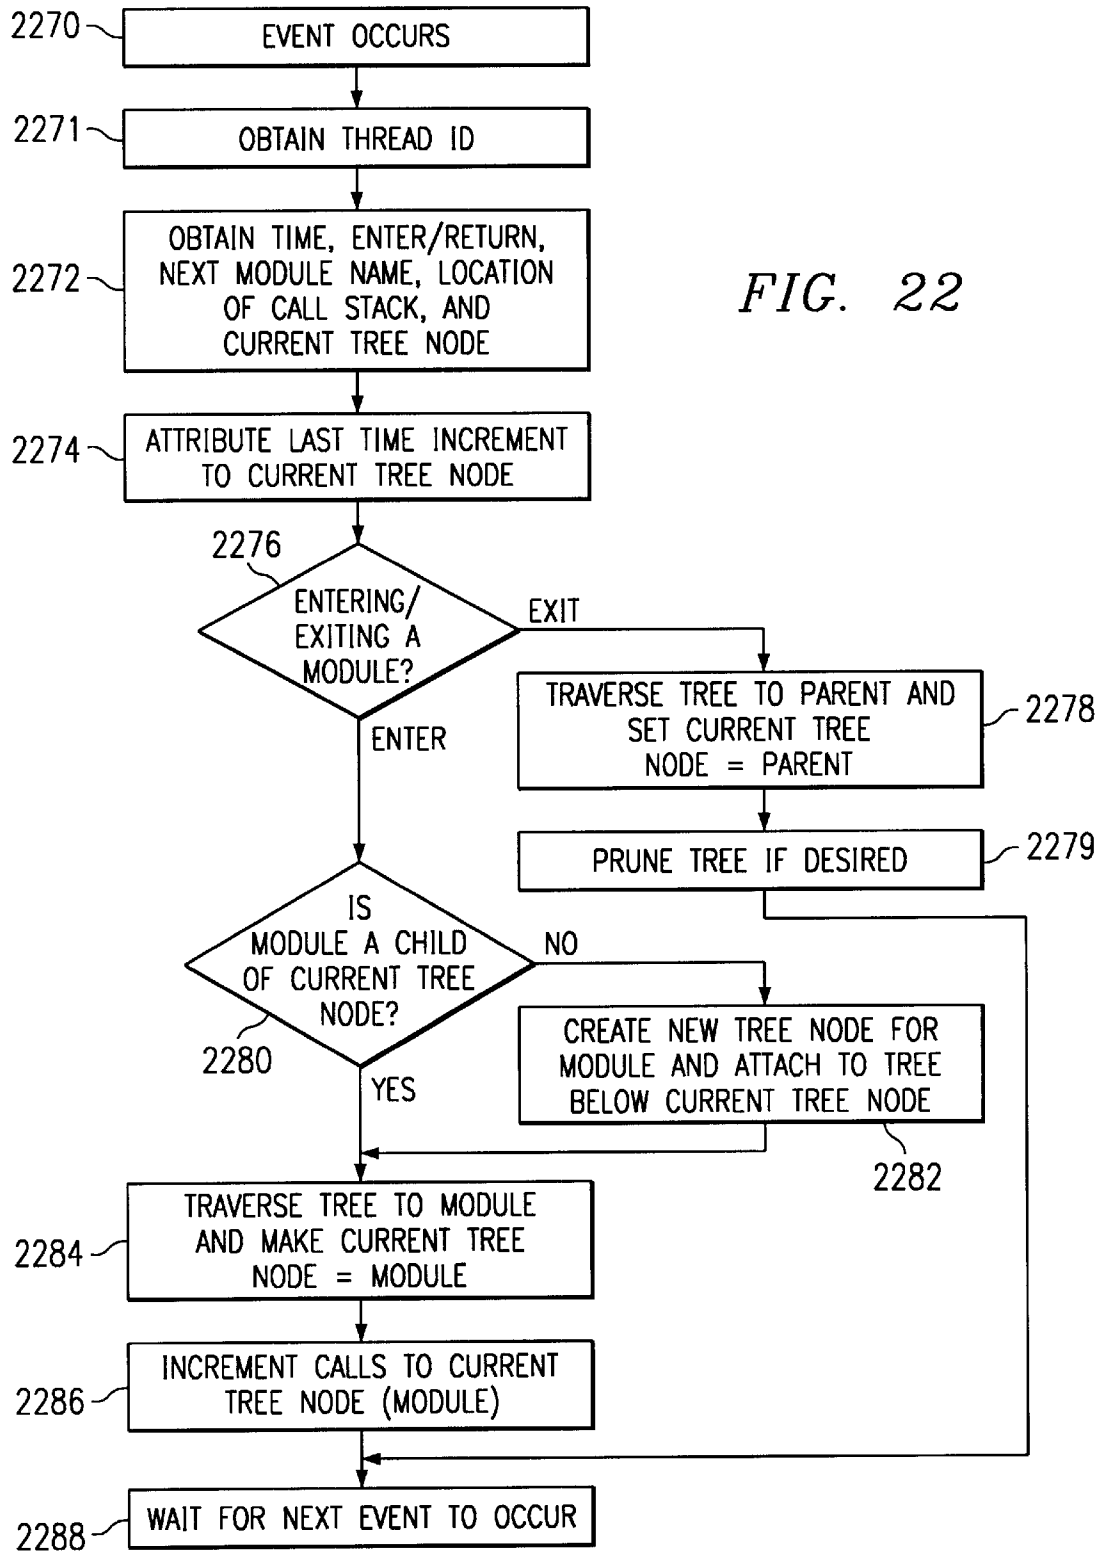 2270
EVENT OCCURS
2271
OBTAIN THREAD ID
2272
OBTAIN TIME, ENTER/RETURN,
NEXT MODULE NAME, LOCATION
OF CALL STACK, AND
CURRENT TREE NODE
FIG. 22
2274
ATTRIBUTE LAST TIME INCREMENT
TO CURRENT TREE NODE
2276
ENTERING/
EXITING A
MODULE?
EXIT
ENTER
TRAVERSE TREE TO PARENT AND
SET CURRENT TREE
NODE = PARENT
2278
PRUNE TREE IF DESIRED
2279
IS
MODULE A CHILD
OF CURRENT TREE
NODE?
2280
NO
YES
CREATE NEW TREE NODE FOR
MODULE AND ATTACH TO TREE
BELOW CURRENT TREE NODE
2282
2284
TRAVERSE TREE TO MODULE
AND MAKE CURRENT TREE
NODE = MODULE
2286
INCREMENT CALLS TO CURRENT
TREE NODE (MODULE)
2288
WAIT FOR NEXT EVENT TO OCCUR